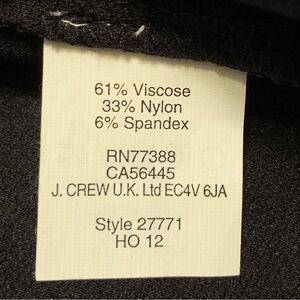 61% Viscose
33% Nylon
6% Spandex
RN77388
CA56445
J. CREW U.K. Ltd EC4V 6JA
Style 27771
HO 12